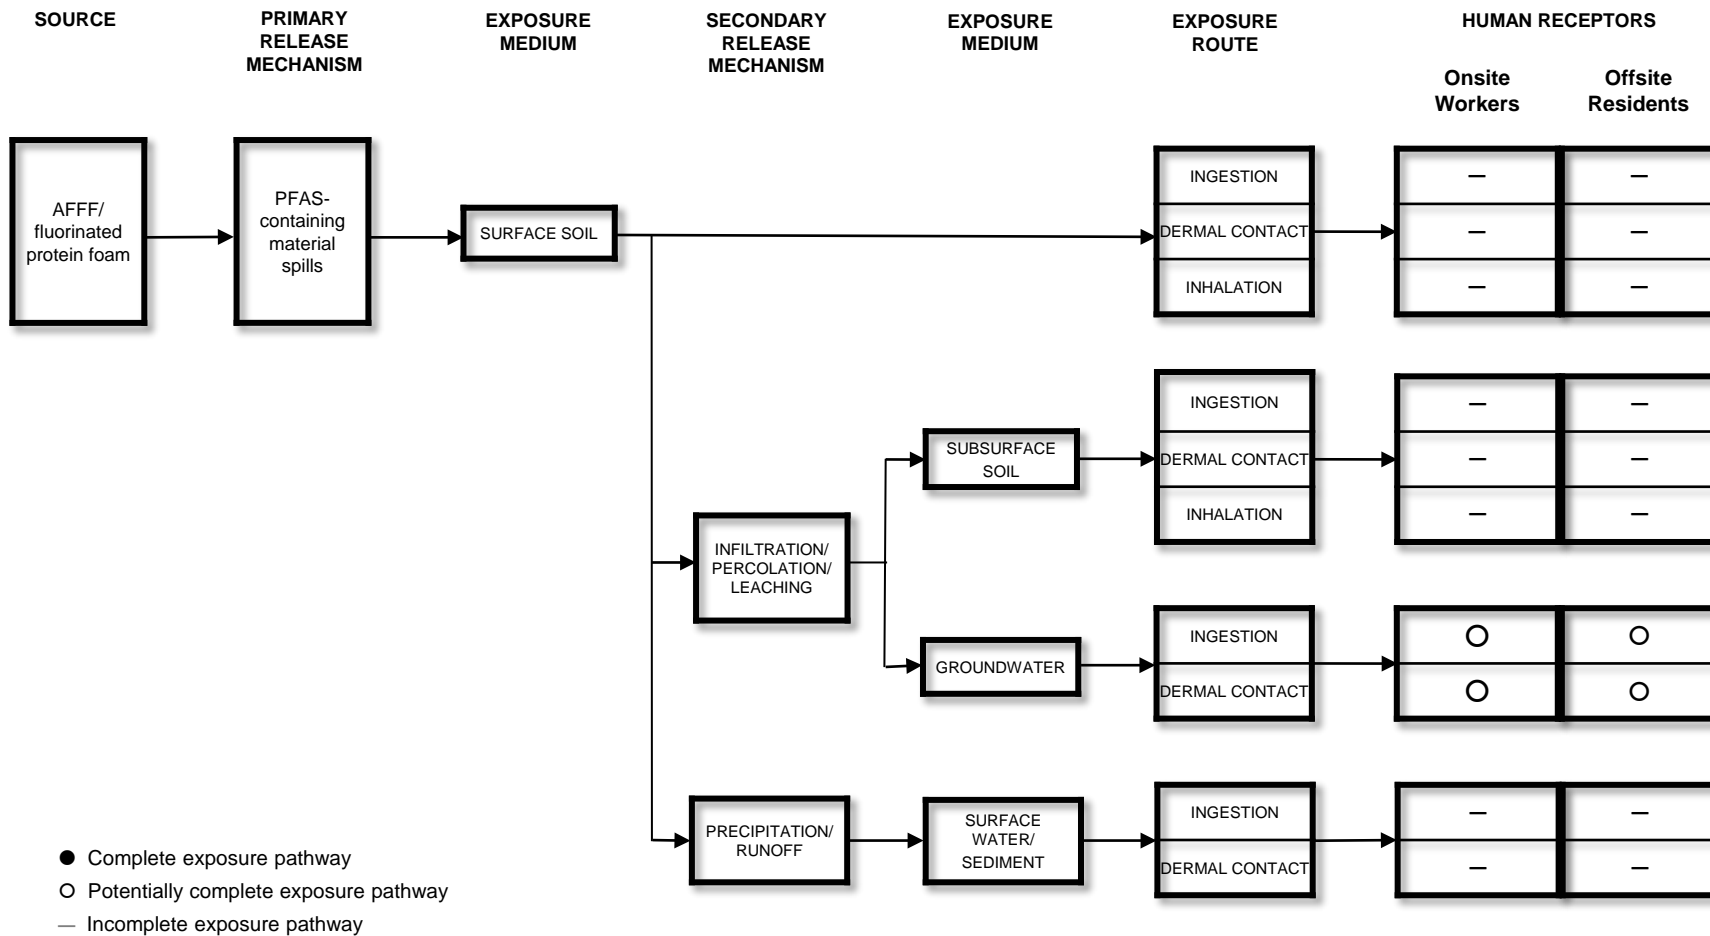 SOURCE
PRIMARY
RELEASE
MECHANISM
EXPOSURE
MEDIUM
SECONDARY
RELEASE
MECHANISM
EXPOSURE
MEDIUM
EXPOSURE
ROUTE
HUMAN RECEPTORS
Onsite
Workers
Offsite
Residents
AFFF/
fluorinated
protein foam
PFAS-
containing
material
spills
SURFACE SOIL
INGESTION
– –
DERMAL CONTACT
– –
INHALATION
– –
SUBSURFACE
SOIL
INGESTION
– –
DERMAL CONTACT
– –
INHALATION
– –
INFILTRATION/
PERCOLATION/
LEACHING
GROUNDWATER
INGESTION
DERMAL CONTACT
PRECIPITATION/
RUNOFF
SURFACE
WATER/
SEDIMENT
INGESTION
– –
DERMAL CONTACT
– –
● Complete exposure pathway
O Potentially complete exposure pathway
— Incomplete exposure pathway